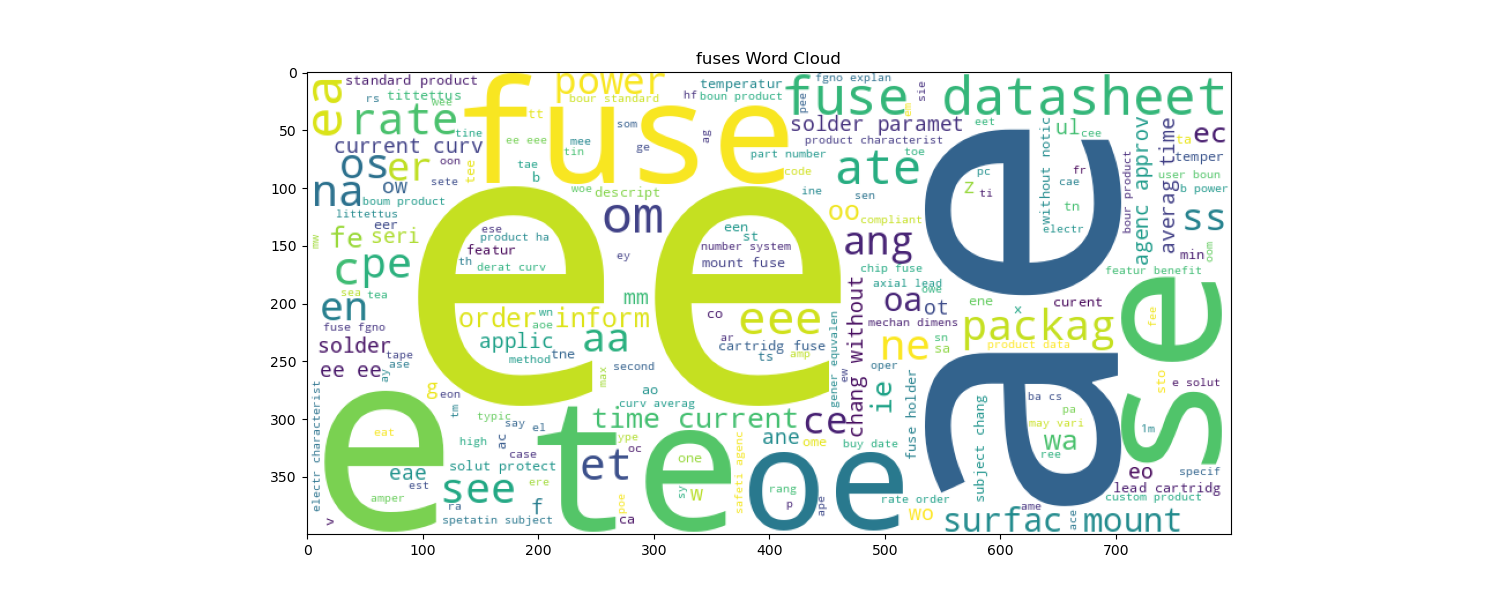 fuses Word Cloud
0
50
100
150
200
250
300
350
0 100 200 300 400 500 600 700
ea
standard product
rs
tittettus
wee
rate
tine
current curv
fuse
tt
power
bour standard
temperatur
hf
boun product
fgno explan
pee
fuse datasheet
sie
solder paramet
eet
product characterist
ul
cee
ta
ec
temper
user boun
b power
oser
oon
sete
tee
ee eee
mee
tin
som
ge
ag
part number
code
toe
ate
na
ow
boum product
littettus
eer
tae
b
woe
descript
ine
sen
oo
compliant
pc
z
ti
fr
cae
tn
electr
without notic
bour product
agenc approv
averag time
ss
min
oom
mw
fe
seri
ee
ese
product ha
featur
th
derat curv
om
ey
een
st
number system
mount fuse
ang
chip fuse
axial lead
owe
ae
featur benefit
cpe
sea
tea
en
fuse fgno
solder
tape
ase
ay
ee ee
order
wn
aoe
inform
mm
co
eee
ar
cartridg fuse
ts
amp
applic
method
tne
aa
second
max
gener equvalen
ew
chang without
oa
ot
mechan dimens
ene
x
curent
packag
product data
ne
sn
sa
oper
se
fee
sto
e solut
g
eon
tm
typic
say
el
ao
curv averag
time current
ce
ie
fuse holder
buy date
ba cs
pa
may vari
wa
ree
1m
eo
specif
lead cartridg
custom product
electr characterist
e
eat
eae
est
amper
>
high
ac
case
solut protect
see
ere
ra
f
spetatin subject
te
ype
oc
et
poe
ca
one
sy
w
safeti agenc
ane
ome
oe
rang
p
ape
rate order
wo
subject chang
ame
ace
surfac mount